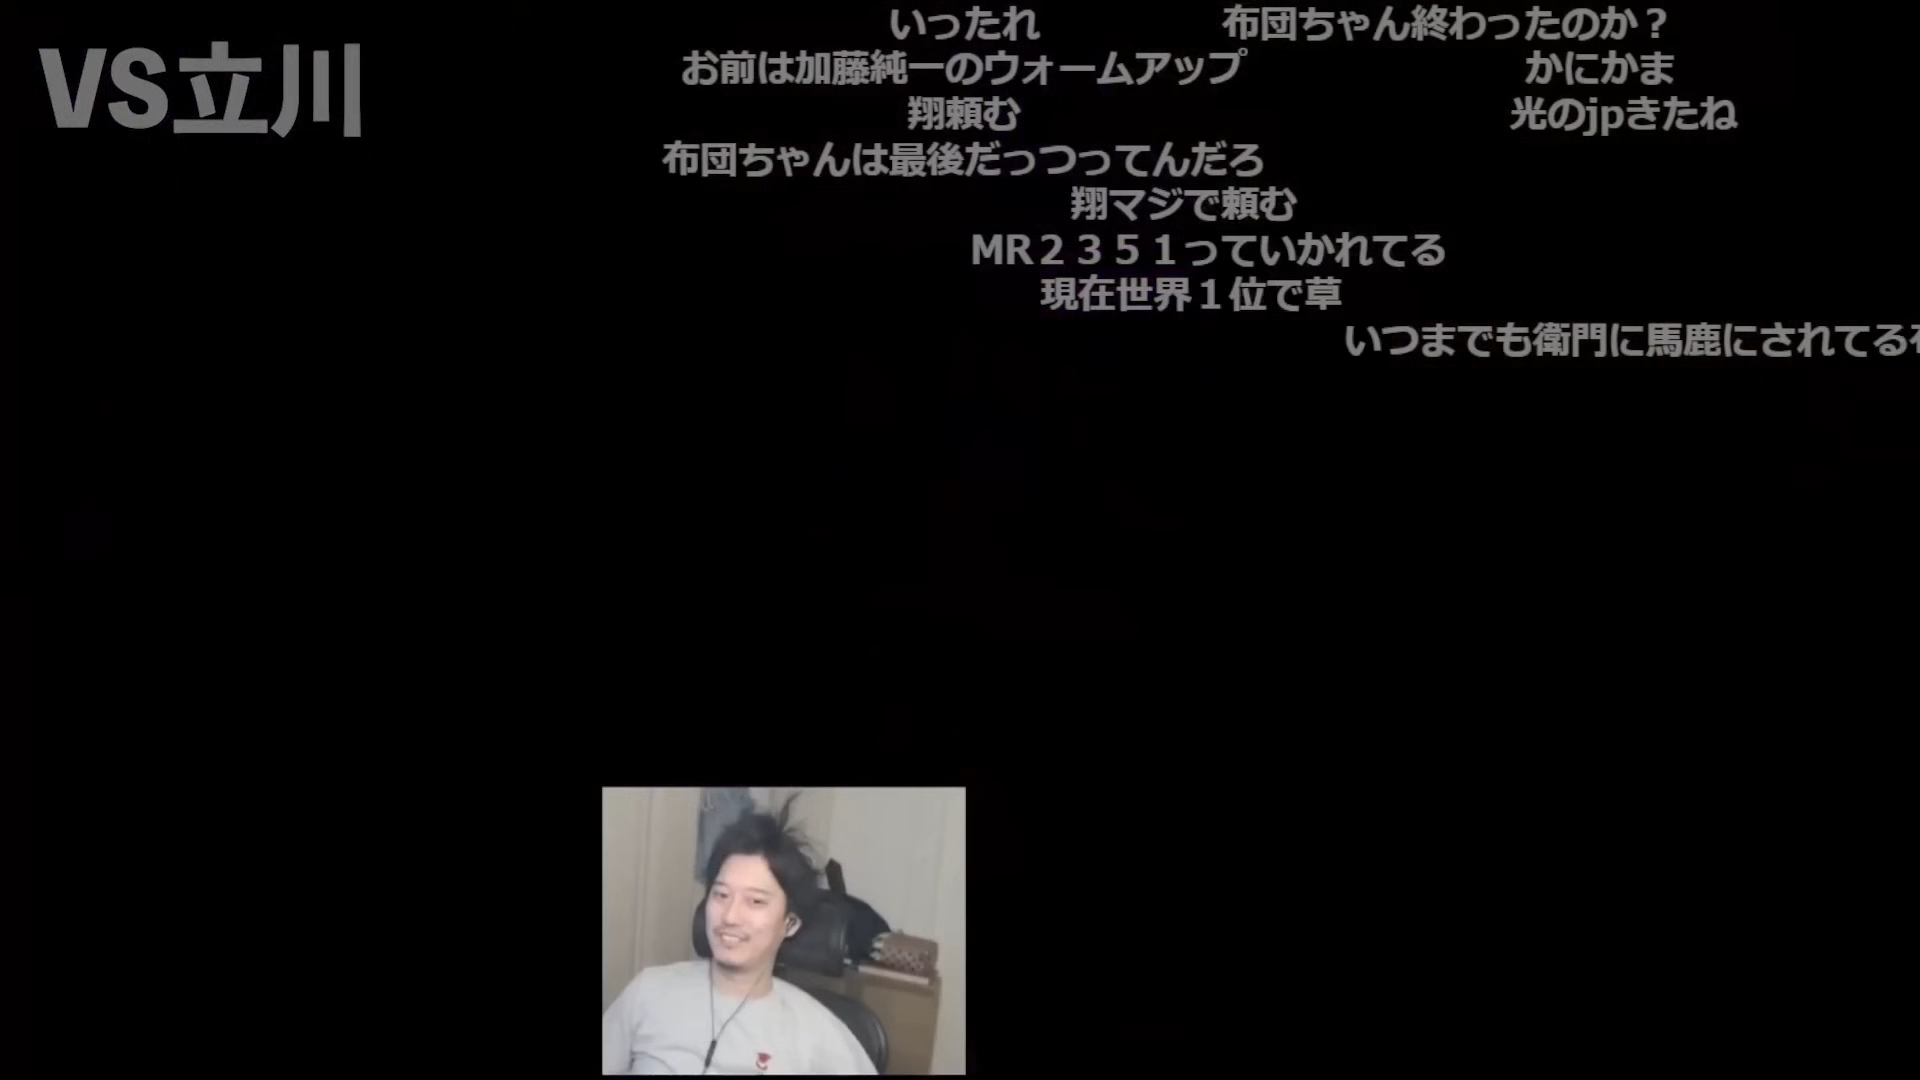 VS立川
いったれ
布団ちゃん終わったのか？
お前は加藤純一のウォームアップ
かにかま
翔頼む
光のjpきたね
布団ちゃんは最後だっつってんだろ
翔マジで頼む
MR２３５１っていかれてる
現在世界１位で草
いつまでも衛門に馬鹿にされてる